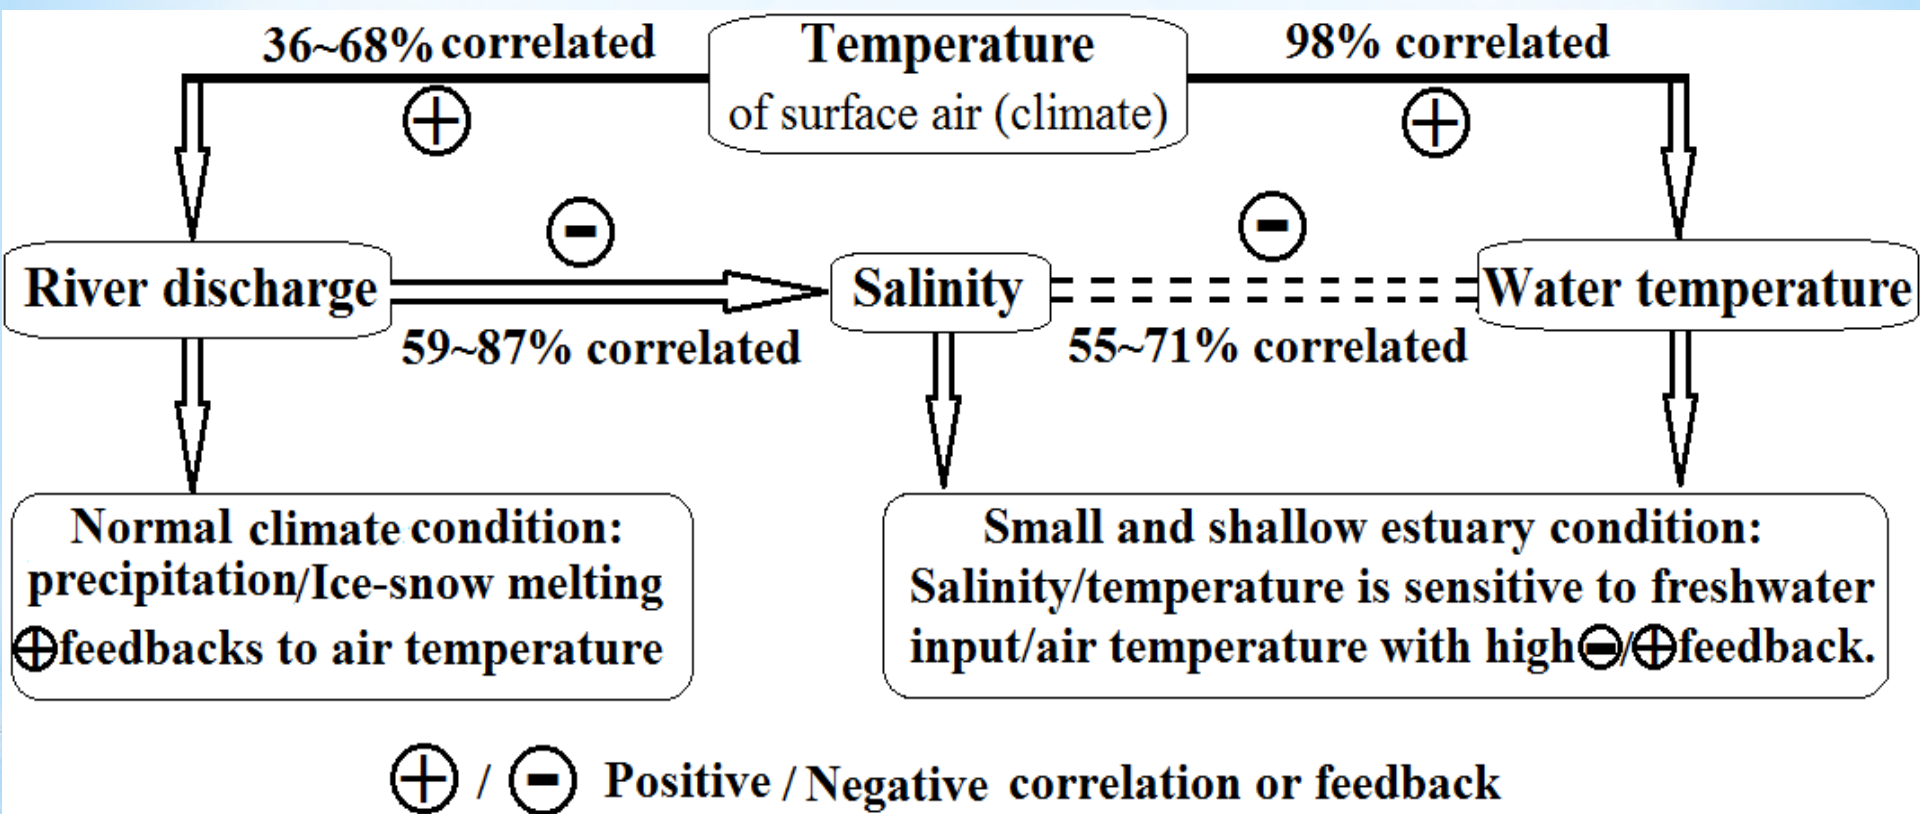 36~68% correlated
Temperature
of surface air (climate)
98% correlated
+
+
-
-
River discharge
Salinity
Water temperature
59~87% correlated
55~71% correlated
Normal climate condition:
precipitation/Ice-snow melting
⊕feedbacks to air temperature
Small and shallow estuary condition:
Salinity/temperature is sensitive to freshwater
input/air temperature with high⊖/⊕feedback.
⊕ / ⊖ Positive / Negative correlation or feedback